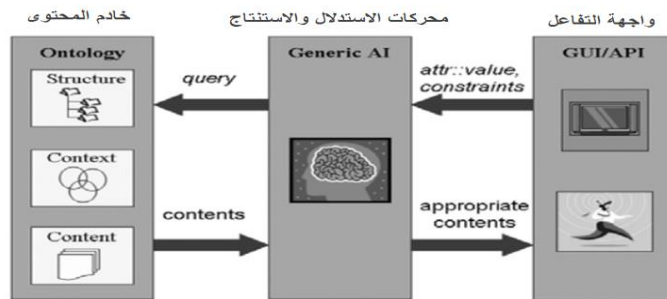 خادم المحتوى
محركات الاستدلال والاستنتاج
واجهة التفاعل
Ontology
Structure
Context
Content
query
contents
Generic AI
attr::value,
constraints
appropriate
contents
GUI/API